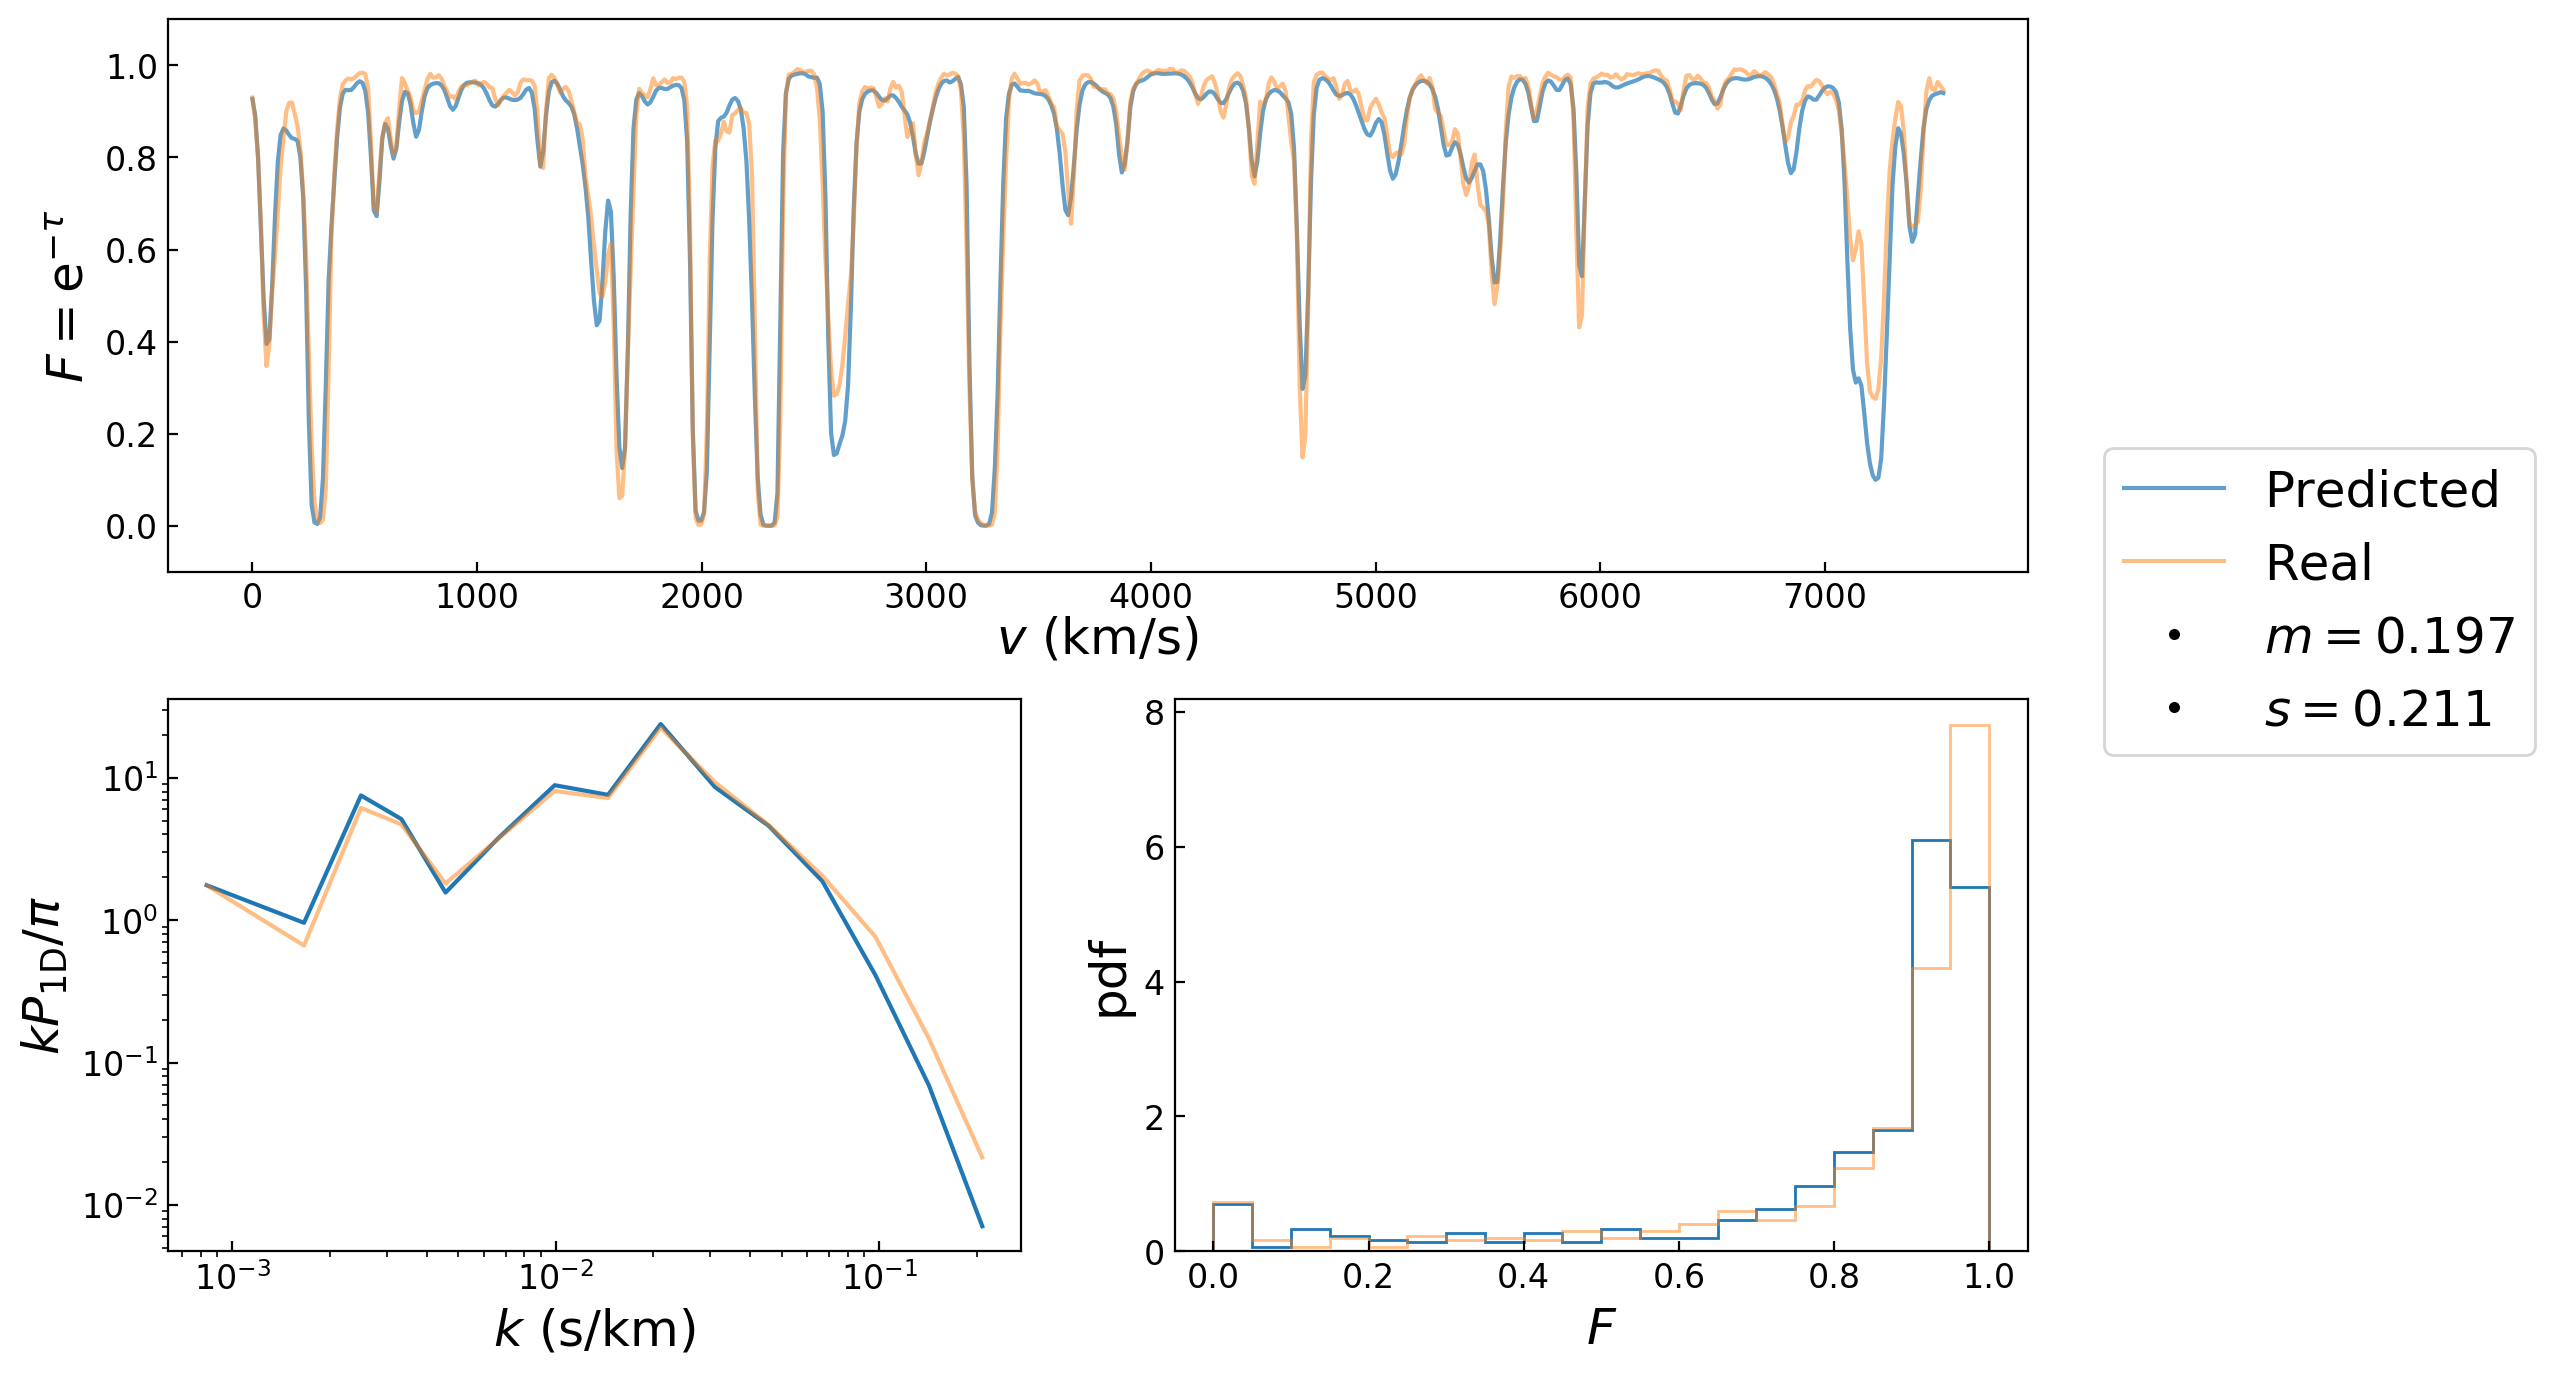 1.0
0.8
0.6
0.4
0.2
0.0
F = e^{−τ}
0 1000 2000 3000 4000 5000 6000 7000
v (km/s)
Predicted
Real
m = 0.197
s = 0.211
10^1
10^0
10^{−1}
10^{−2}
kP_{1D}/π
10^{−3} 10^{−2} 10^{−1}
k (s/km)
8
6
4
2
0
pdf
0.0 0.2 0.4 0.6 0.8 1.0
F